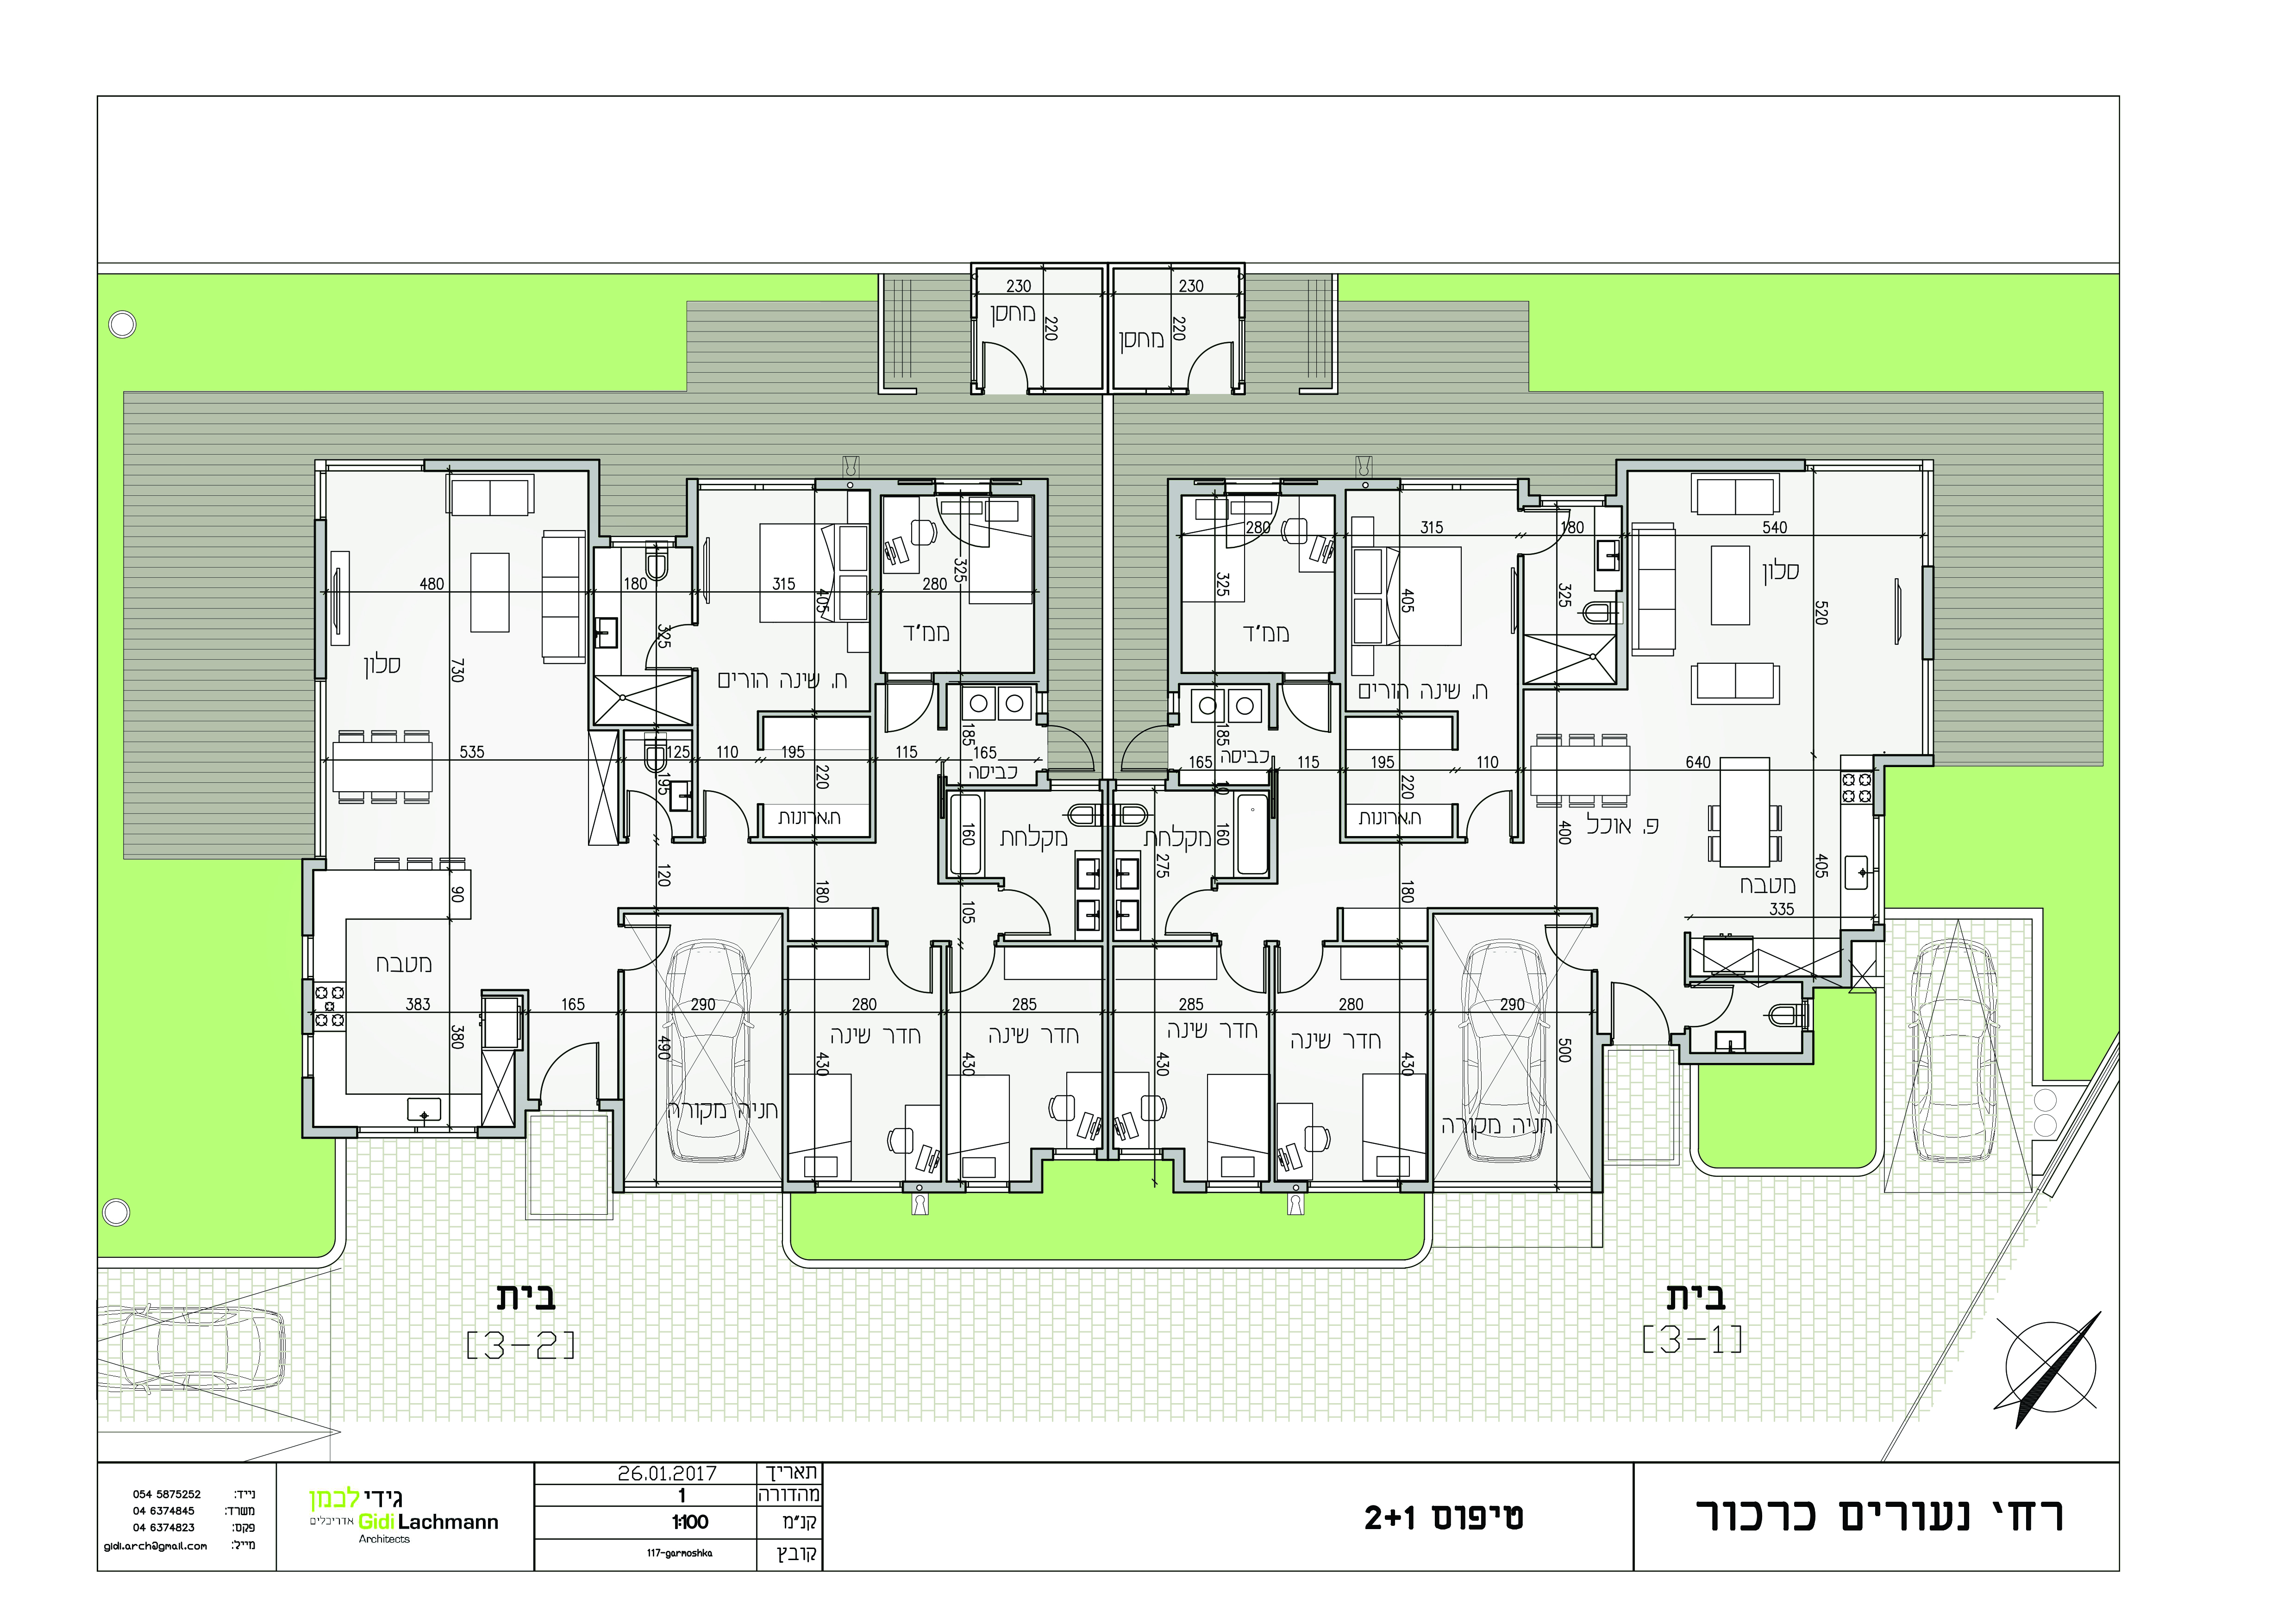 230
מחסן
220
230
מחסן
220
480
180
315
280
325
325
405
730
סלון
ח. שינה הורים
ממ'ד
280
315
180
540
325
405
325
520
סלון
ממ'ד
ח. שינה הורים
535
125
110
195
115
165
185
195
220
כביסה
ח.ארונות
165
115
195
110
640
185
10
כביסה
220
ח.ארונות
400
פ. אוכל
405
מטבח
335
160
מקלחת
מקלחת
160
275
90
120
180
105
180
מטבח
383
165
290
280
285
285
280
290
380
490
430
430
430
430
500
חדר שינה
חדר שינה
חדר שינה
חדר שינה
חניה מקורה
חניה מקורה
בית
[3-2]
בית
[3-1]
רח' נעורים כרכור
טיפוס 2+1
תאריך 26.01.2017
מהדורה 1
קנ"מ 1:100
קובץ 117-garmoshka
גידי לכמן
אדריכלים Gidi Lachmann
Architects
נייד: 054 5875252
משרד: 04 6374845
פקס: 04 6374823
מייל: gidi.arch@gmail.com